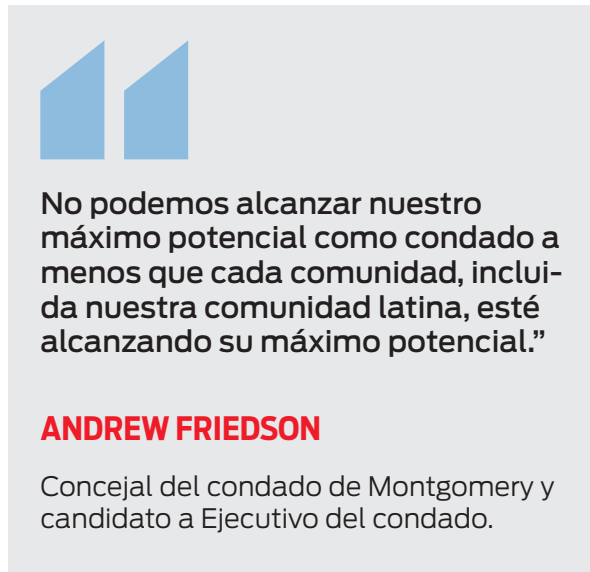 No podemos alcanzar nuestro
máximo potencial como condado a
menos que cada comunidad, inclui-
da nuestra comunidad latina, esté
alcanzando su máximo potencial.”
ANDREW FRIEDSON
Concejal del condado de Montgomery y
candidato a Ejecutivo del condado.